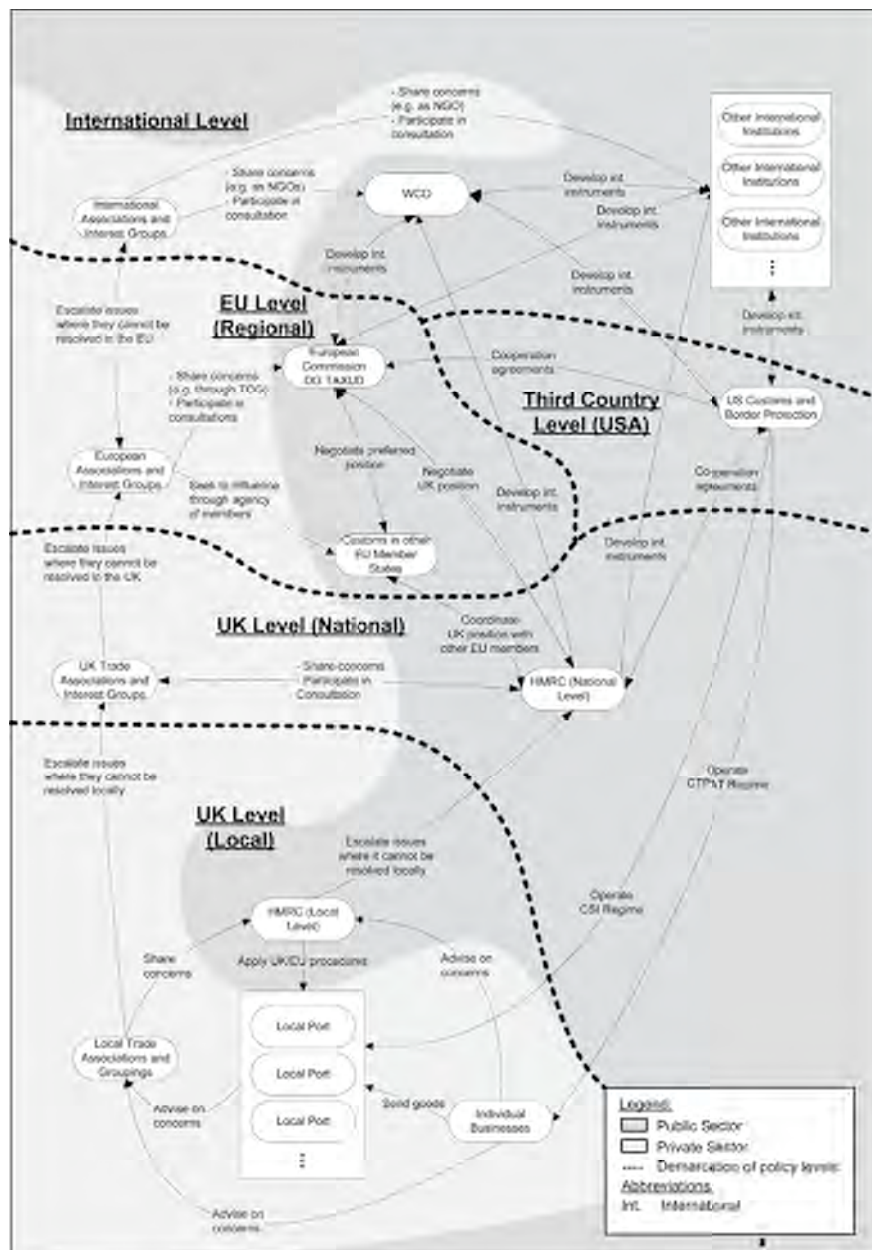 International Level
- Share concerns
(e.g. as NGO)
- Participate in
consultation
Other International
Institutions
Other International
Institutions
Other International
Institutions
- Share concerns
(e.g. as NGOs)
- Participate in
consultation
WCO
Develop int.
instruments
International
Associations and
Interest Groups
Develop int.
instruments
Develop int.
instruments
Develop int.
instruments
Develop int.
instruments
EU Level
(Regional)
Escalate issues
where they cannot be
resolved in the EU
European
Commission
DG TAXUD
Cooperation
agreements
- Share concerns
(e.g. through TCG)
- Participate in
consultations
Third Country
Level (USA)
US Customs and
Border Protection
European
Associations and
Interest Groups
Negotiate preferred
position
Negotiate
UK position
Cooperation
agreements
Seek to influence
through agency
of members
Develop int.
instruments
Develop int.
instruments
Customs in other
EU Member
States
Escalate issues
where they cannot be
resolved in the UK
UK Level (National)
Coordinate
UK position with
other EU members
UK Trade
Associations
and Interest Groups
- Share concerns
- Participate in
Consultation
HMRC (National
Level)
Escalate issues
where they cannot be
resolved locally
Operate
CTPAT Regime
UK Level
(Local)
Escalate issues
where it cannot be
resolved locally
Operate
CSI Regime
HMRC (Local
Level)
Share
concerns
Apply UK/EU procedures
Advise on
concerns
Local Port
Local Trade
Associations and
Groupings
Local Port
Advise on
concerns
Send goods
Local Port
Individual
Businesses
Advise on
concerns
Legend:
Public Sector
Private Sector
Demarcation of policy levels
Abbreviations
Int. International